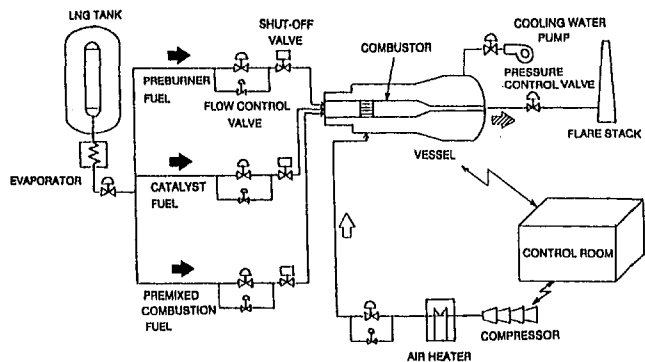 LNG TANK
SHUT-OFF
VALVE
COOLING WATER
PUMP
COMBUSTOR
PREBURNER
FUEL
FLOW CONTROL
VALVE
PRESSURE
CONTROL VALVE
FLARE STACK
EVAPORATOR
CATALYST
FUEL
VESSEL
CONTROL ROOM
PREMIXED
COMBUSTION
FUEL
AIR HEATER
COMPRESSOR